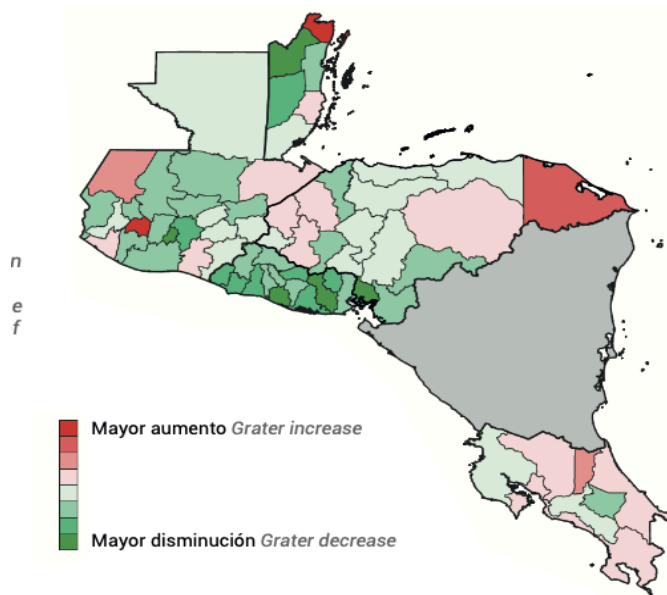 n
e
f
Mayor aumento Grater increase
Mayor disminución Grater decrease